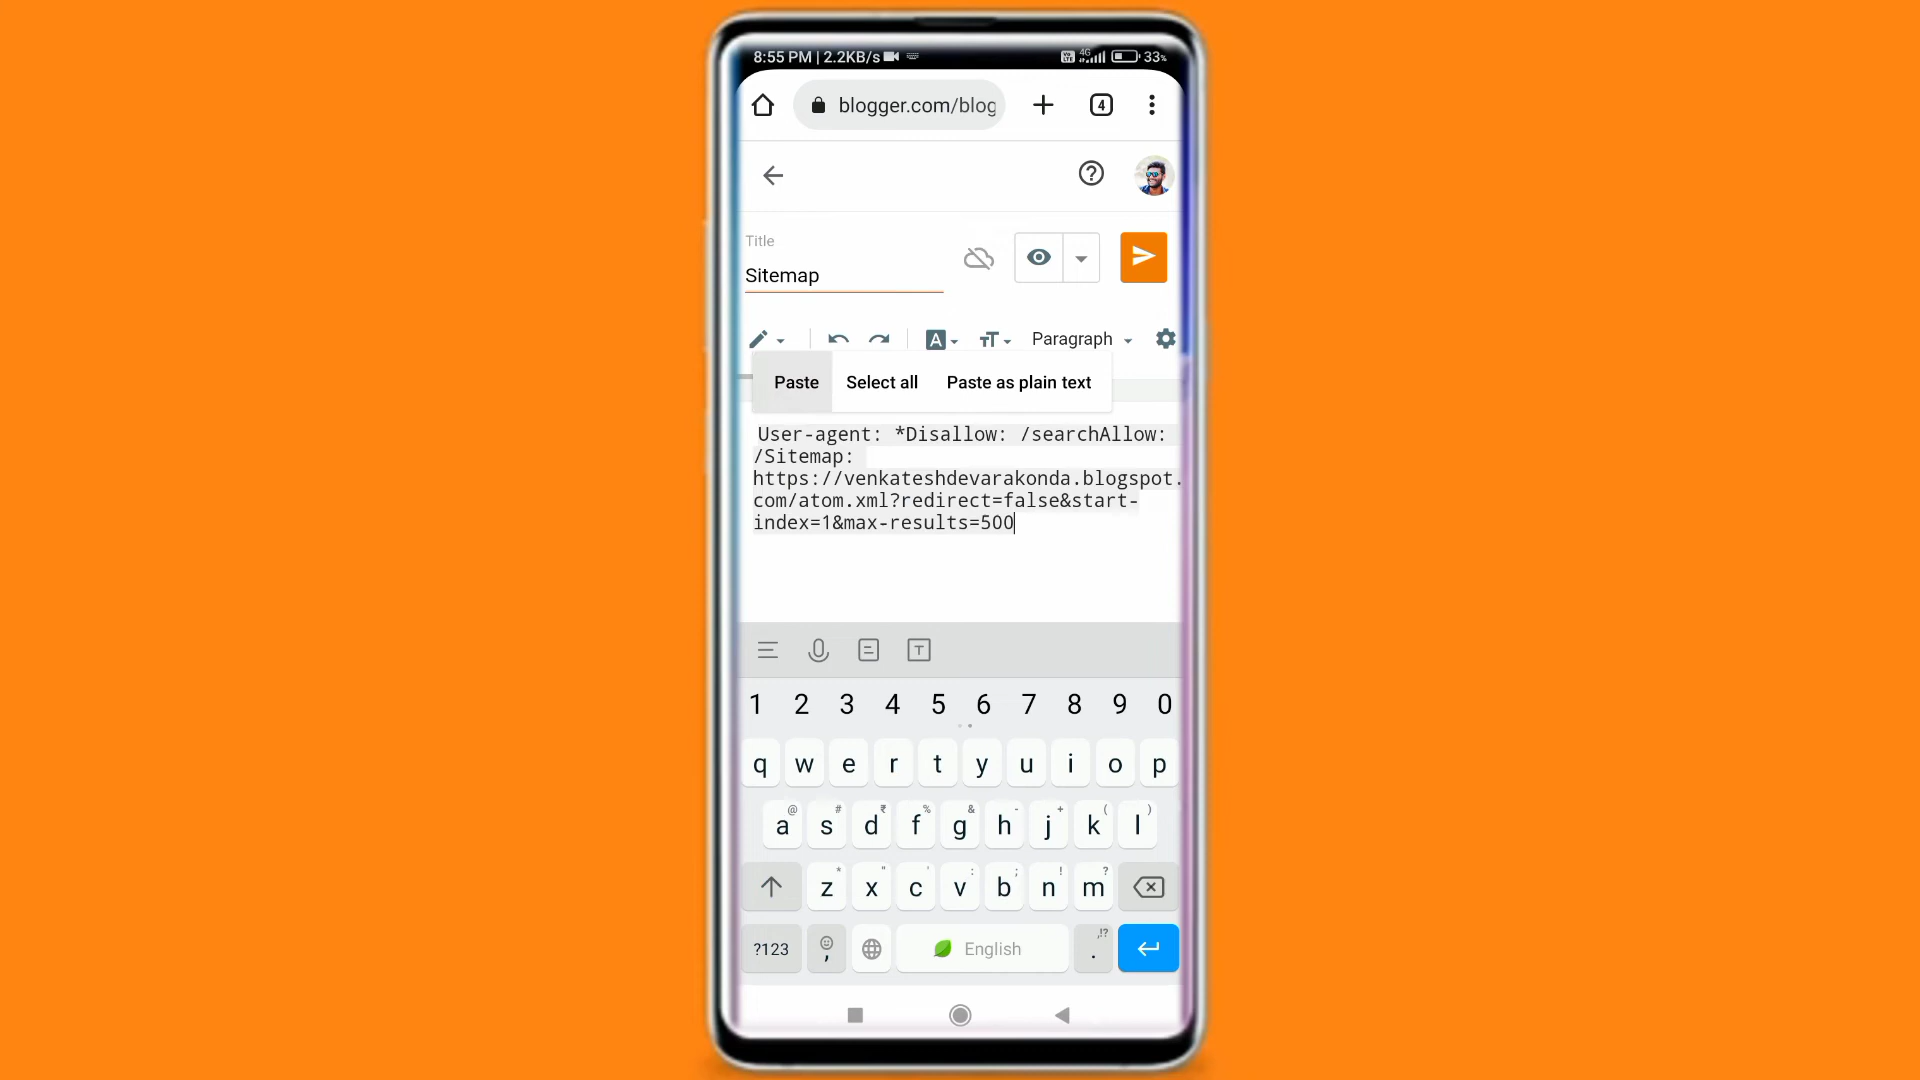 8:55 PM | 2.2KB/s 4G 33%
blogger.com/blog
4
Title
Sitemap
Paragraph
Paste Select all Paste as plain text
User-agent: *Disallow: /searchAllow:
/Sitemap:
https://venkateshdevarakonda.blogspot.
com/atom.xml?redirect=false&start-
index=1&max-results=500
1 2 3 4 5 6 7 8 9 0
q w e r t y u i o p
@ # ₹ % & - + ( )
a s d f g h j k l
* " ' : ; ! ?
z x c v b n m
?123 , English . ,!?